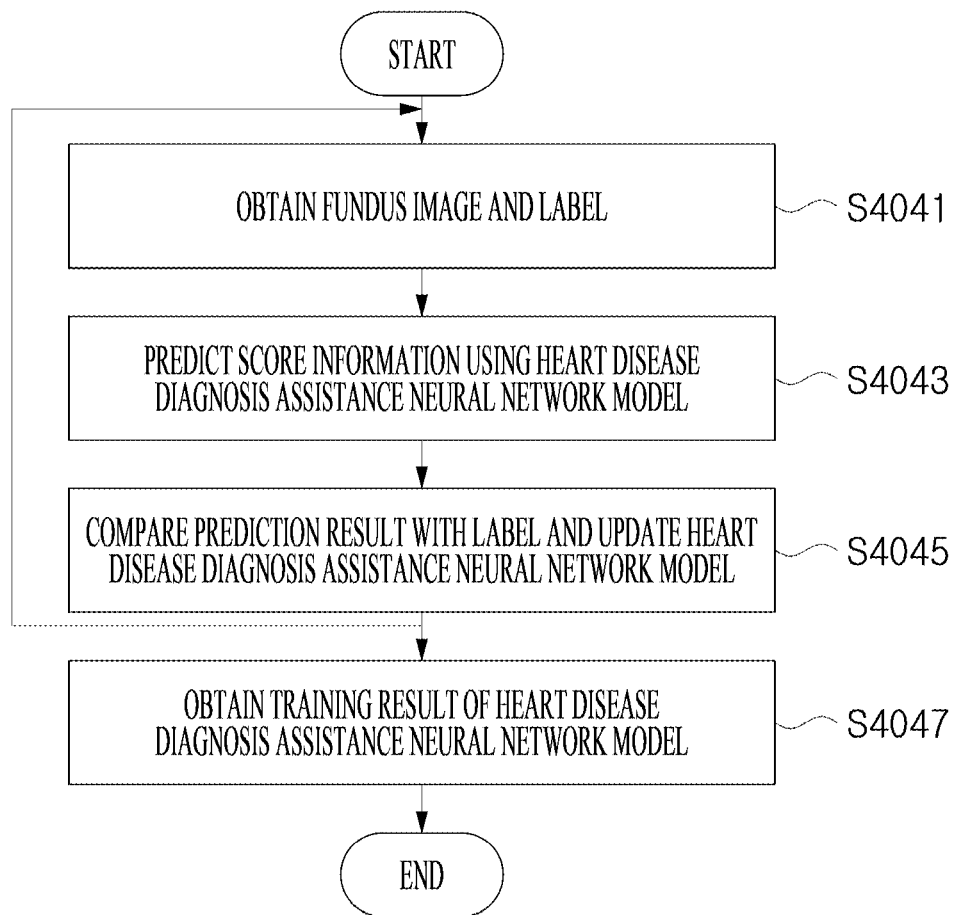 START
OBTAIN FUNDUS IMAGE AND LABEL
S4041
PREDICT SCORE INFORMATION USING HEART DISEASE
DIAGNOSIS ASSISTANCE NEURAL NETWORK MODEL
S4043
COMPARE PREDICTION RESULT WITH LABEL AND UPDATE HEART
DISEASE DIAGNOSIS ASSISTANCE NEURAL NETWORK MODEL
S4045
OBTAIN TRAINING RESULT OF HEART DISEASE
DIAGNOSIS ASSISTANCE NEURAL NETWORK MODEL
S4047
END